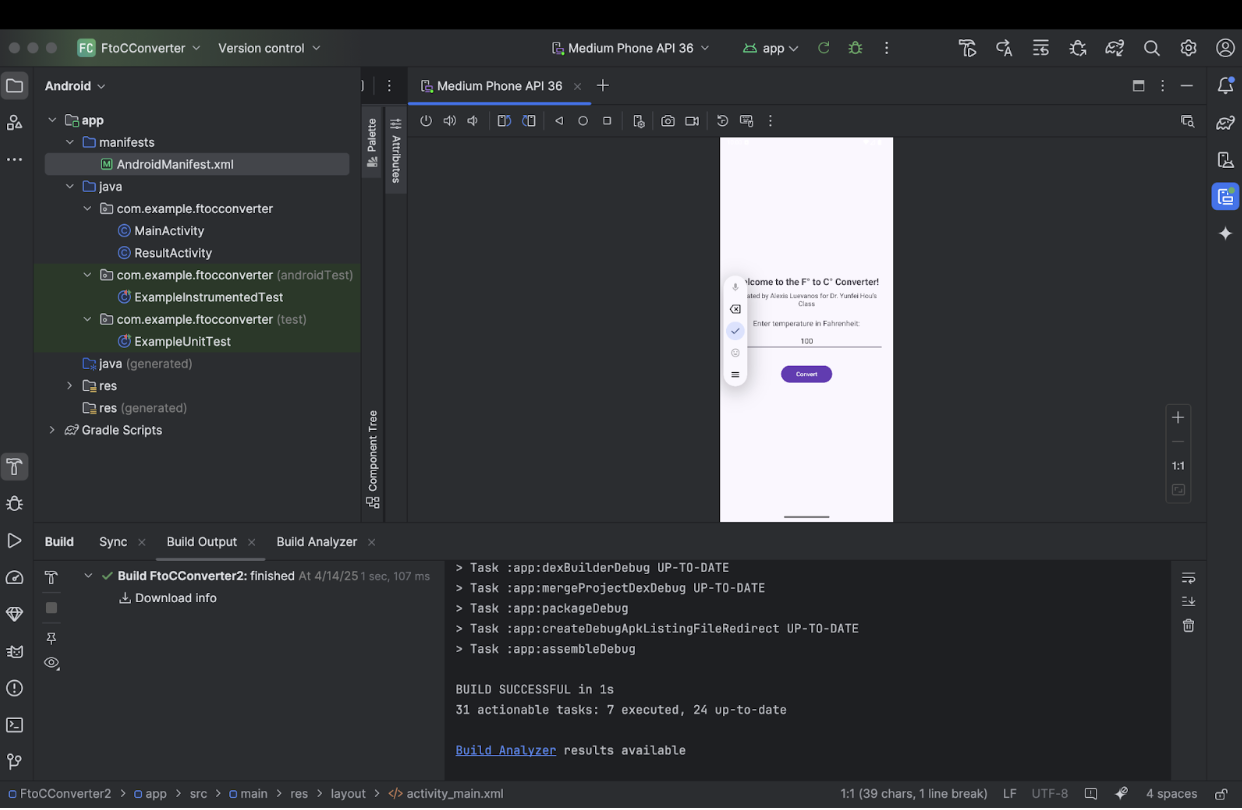 FC FtoCConverter Version control Medium Phone API 36 app
Android
Medium Phone API 36
app
manifests
AndroidManifest.xml
java
com.example.ftocconverter
MainActivity
ResultActivity
com.example.ftocconverter (androidTest)
ExampleInstrumentedTest
com.example.ftocconverter (test)
ExampleUnitTest
java (generated)
res
res (generated)
Gradle Scripts
Palette
Attributes
Component Tree
lcome to the F° to C° Converter!
ated by Alexis Luevanos for Dr. Yunfei Hou's
Class
Enter temperature in Fahrenheit:
100
Convert
1:1
Build Sync Build Output Build Analyzer
Build FtoCConverter2: finished At 4/14/25 1 sec, 107 ms
Download info
> Task :app:dexBuilderDebug UP-TO-DATE
> Task :app:mergeProjectDexDebug UP-TO-DATE
> Task :app:packageDebug
> Task :app:createDebugApkListingFileRedirect UP-TO-DATE
> Task :app:assembleDebug
BUILD SUCCESSFUL in 1s
31 actionable tasks: 7 executed, 24 up-to-date
Build Analyzer results available
FtoCConverter2 > app > src > main > res > layout > </> activity_main.xml 1:1 (39 chars, 1 line break) LF UTF-8 4 spaces